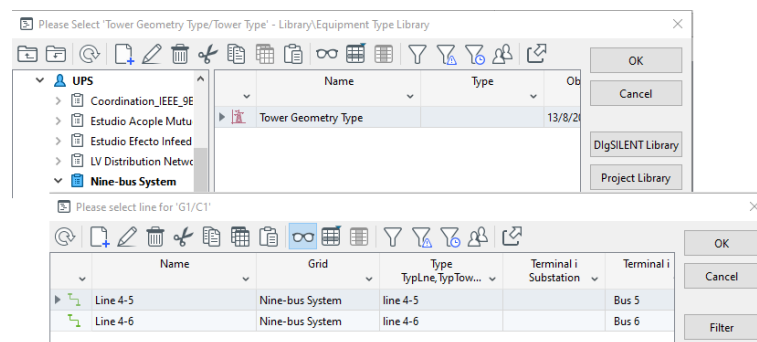 Please Select 'Tower Geometry Type/Tower Type' - Library\Equipment Type Library
OK
UPS
Name
Type
Ob
Cancel
Coordination_IEEE_9E
Tower Geometry Type
13/8/20
Estudio Acople Mutu
Estudio Efecto Infeed
DIgSILENT Library
LV Distribution Netwo
Nine-bus System
Project Library
Please select line for 'G1/C1'
OK
Name
Grid
Type
TypLne,TypTow...
Terminal i
Substation
Terminal i
Cancel
Line 4-5
Nine-bus System
line 4-5
Bus 5
Line 4-6
Nine-bus System
line 4-6
Bus 6
Filter